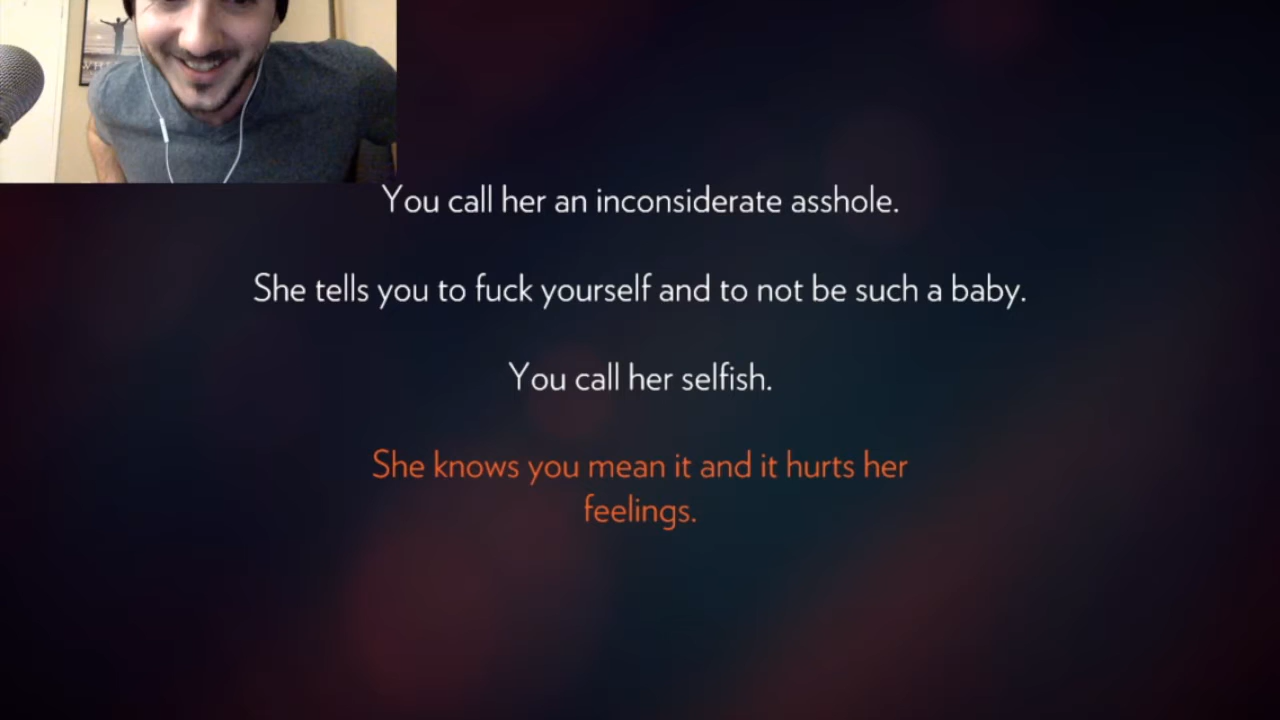 You call her an inconsiderate asshole.
She tells you to fuck yourself and to not be such a baby.
You call her selfish.
She knows you mean it and it hurts her
feelings.